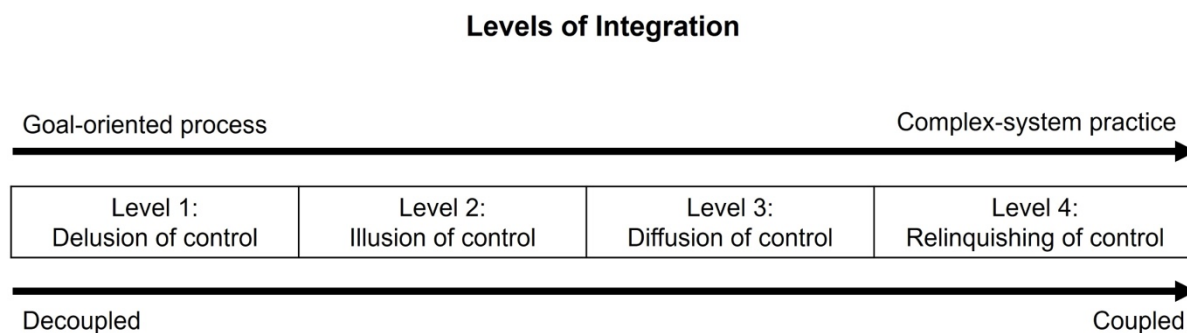 Levels of Integration
Goal-oriented process
Complex-system practice
Level 1:
Delusion of control
Level 2:
Illusion of control
Level 3:
Diffusion of control
Level 4:
Relinquishing of control
Decoupled
Coupled